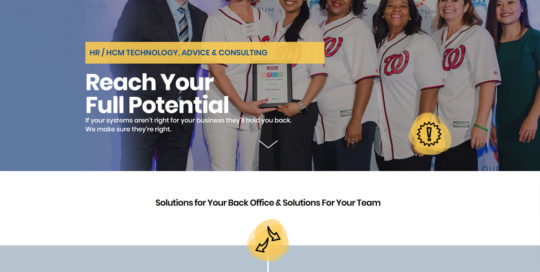 HR / HCM TECHNOLOGY, ADVICE & CONSULTING
Reach Your
Full Potential
If your systems aren't right for your business they'll hold you back.
We make sure they're right.
Solutions for Your Back Office & Solutions For Your Team